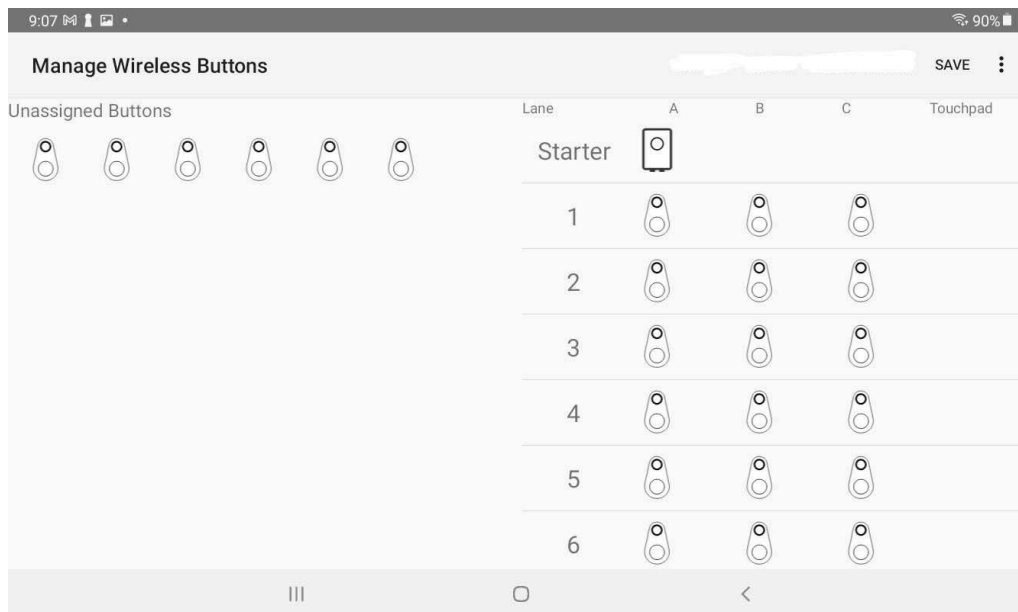 9:07 90%
Manage Wireless Buttons SAVE
Unassigned Buttons
Lane A B C Touchpad
Starter
1
2
3
4
5
6